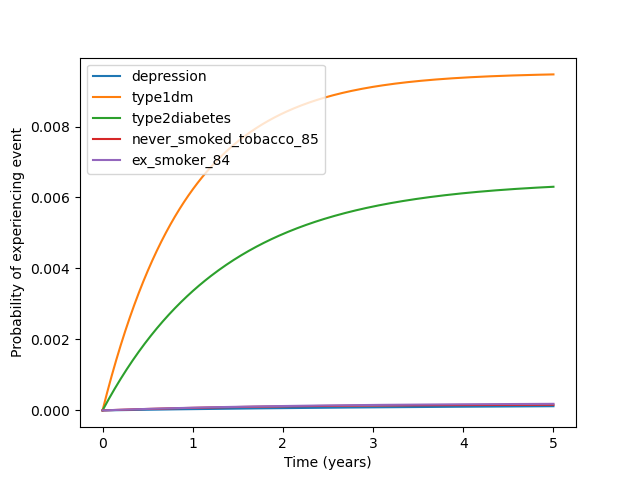 depression
type1dm
type2diabetes
never_smoked_tobacco_85
ex_smoker_84
Probability of experiencing event
0.008
0.006
0.004
0.002
0.000
0 1 2 3 4 5
Time (years)